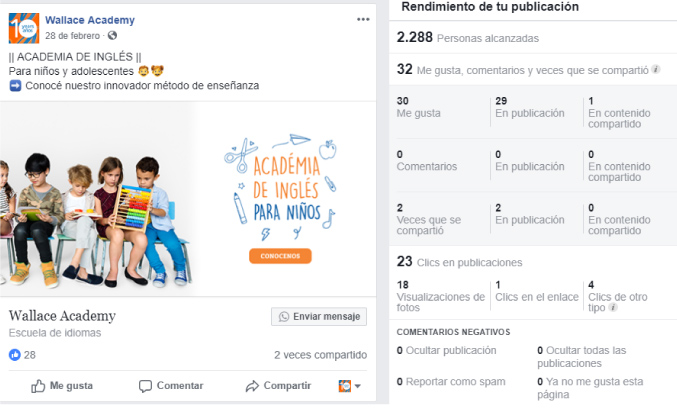 Wallace Academy
28 de febrero ·
|| ACADEMIA DE INGLÉS ||
Para niños y adolescentes
Conocé nuestro innovador método de enseñanza
ACADÉMIA
DE INGLÉS
PARA NIÑOS
CONOCENOS
Wallace Academy
Escuela de idiomas
Enviar mensaje
28
2 veces compartido
Me gusta
Comentar
Compartir
Rendimiento de tu publicación
2.288 Personas alcanzadas
32 Me gusta, comentarios y veces que se compartió
30
Me gusta
29
En publicación
1
En contenido
compartido
0
Comentarios
0
En publicación
0
En contenido
compartido
2
Veces que se
compartió
2
En publicación
0
En contenido
compartido
23 Clics en publicaciones
18
Visualizaciones de
fotos
1
Clics en el enlace
4
Clics de otro
tipo
COMENTARIOS NEGATIVOS
0 Ocultar publicación
0 Ocultar todas las
publicaciones
0 Reportar como spam
0 Ya no me gusta esta
página